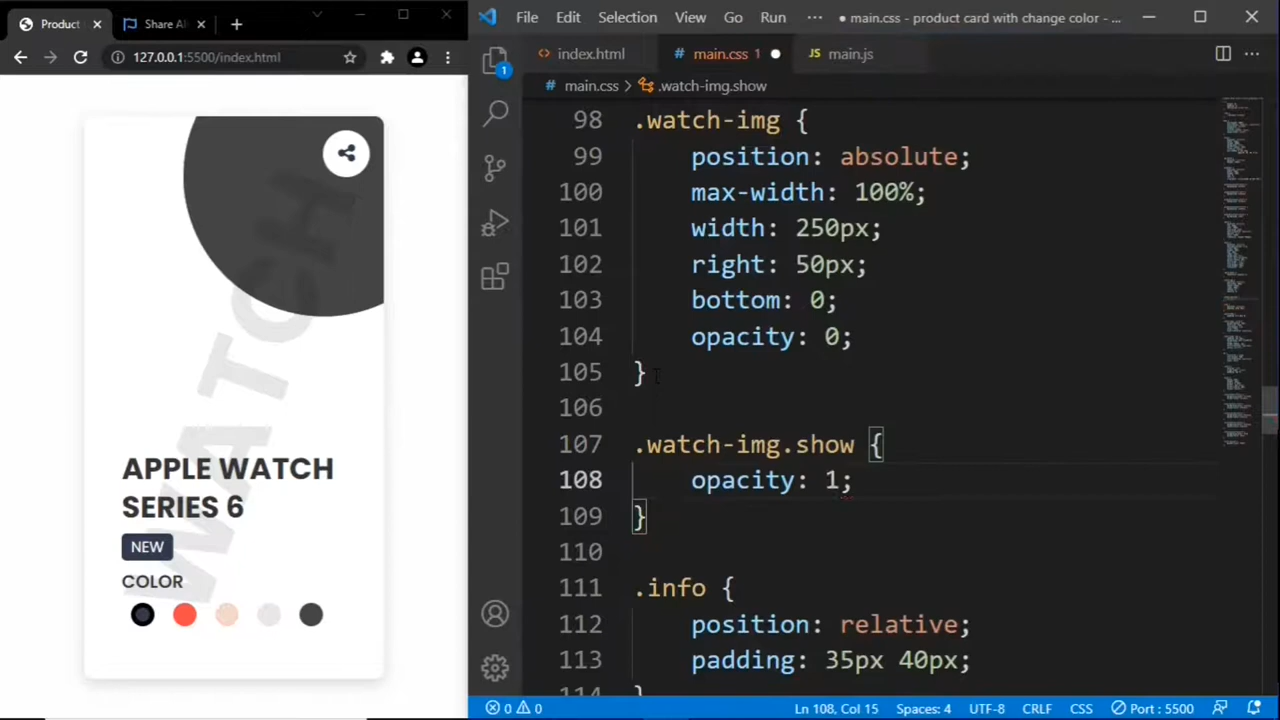 Product
Share Al
127.0.0.1:5500/index.html
WATCH
APPLE WATCH
SERIES 6
NEW
COLOR
File Edit Selection View Go Run ··· ● main.css - product card with change color - ...
index.html # main.css 1 ● JS main.js
# main.css > .watch-img.show
98 .watch-img {
99 position: absolute;
100 max-width: 100%;
101 width: 250px;
102 right: 50px;
103 bottom: 0;
104 opacity: 0;
105 }
106
107 .watch-img.show {
108 opacity: 1;
109 }
110
111 .info {
112 position: relative;
113 padding: 35px 40px;
114 }
1
0 0 Ln 108, Col 15 Spaces: 4 UTF-8 CRLF CSS Port : 5500